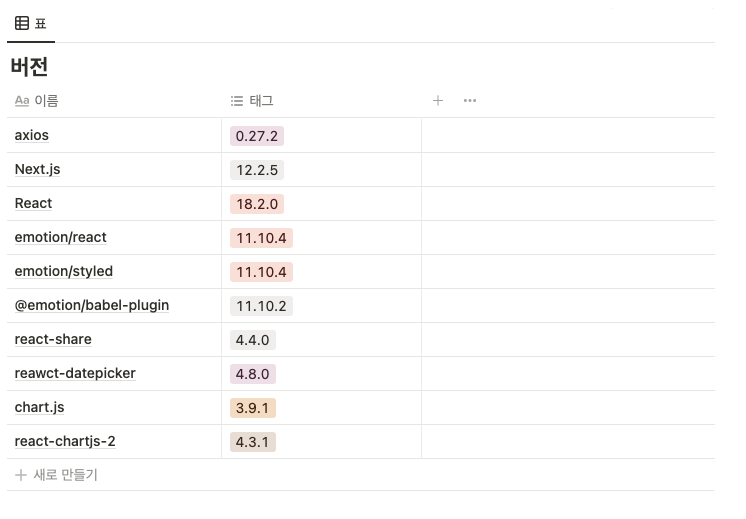 표
버전
Aa 이름 태그
axios 0.27.2
Next.js 12.2.5
React 18.2.0
emotion/react 11.10.4
emotion/styled 11.10.4
@emotion/babel-plugin 11.10.2
react-share 4.4.0
reawct-datepicker 4.8.0
chart.js 3.9.1
react-chartjs-2 4.3.1
새로 만들기